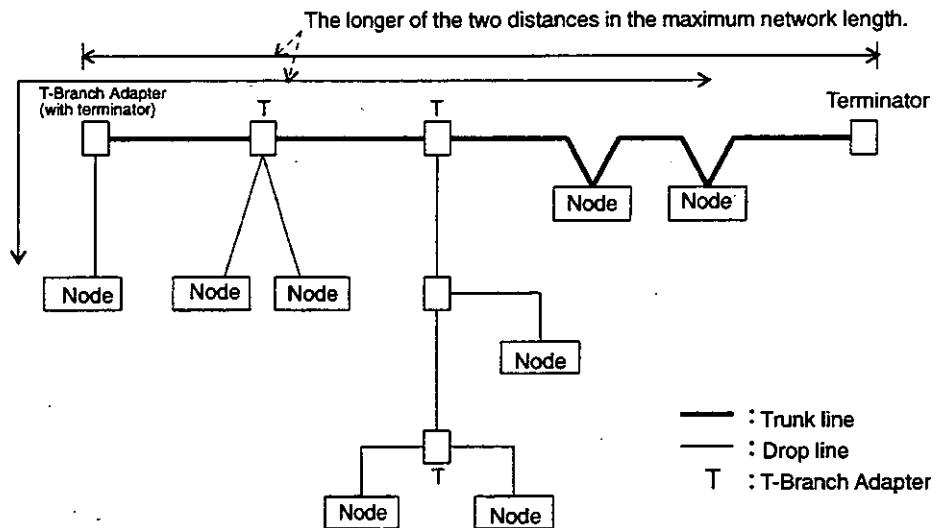 The longer of the two distances in the maximum network length.
T-Branch Adapter
(with terminator)
T
T
Terminator
Node
Node
Node
Node
Node
Node
Node
Node
T
: Trunk line
: Drop line
T : T-Branch Adapter